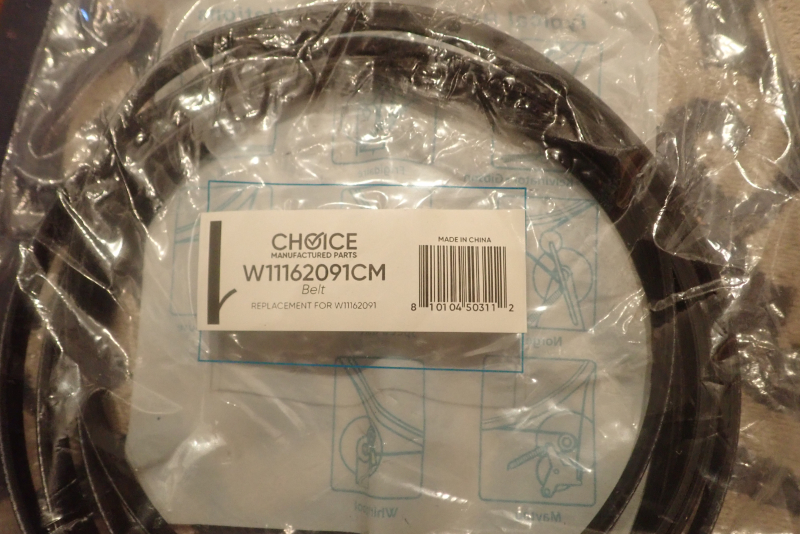 CHOICE
MANUFACTURED PARTS
W11162091CM
Belt
REPLACEMENT FOR W11162091
MADE IN CHINA
8 10104 50311 2